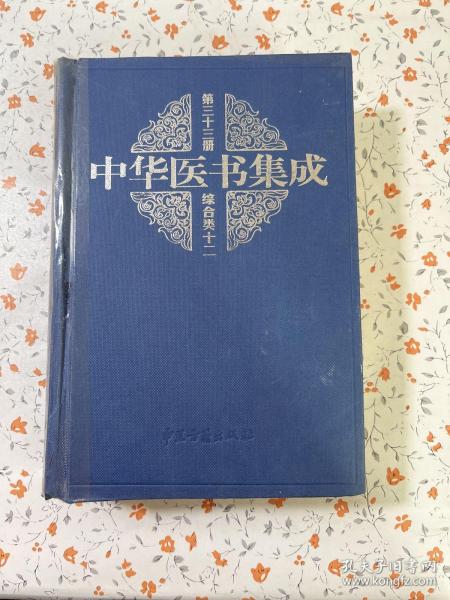 第三十三册
中华医书集成
综合类十二
中医古籍出版社
孔夫子旧书网
www.kongfz.com